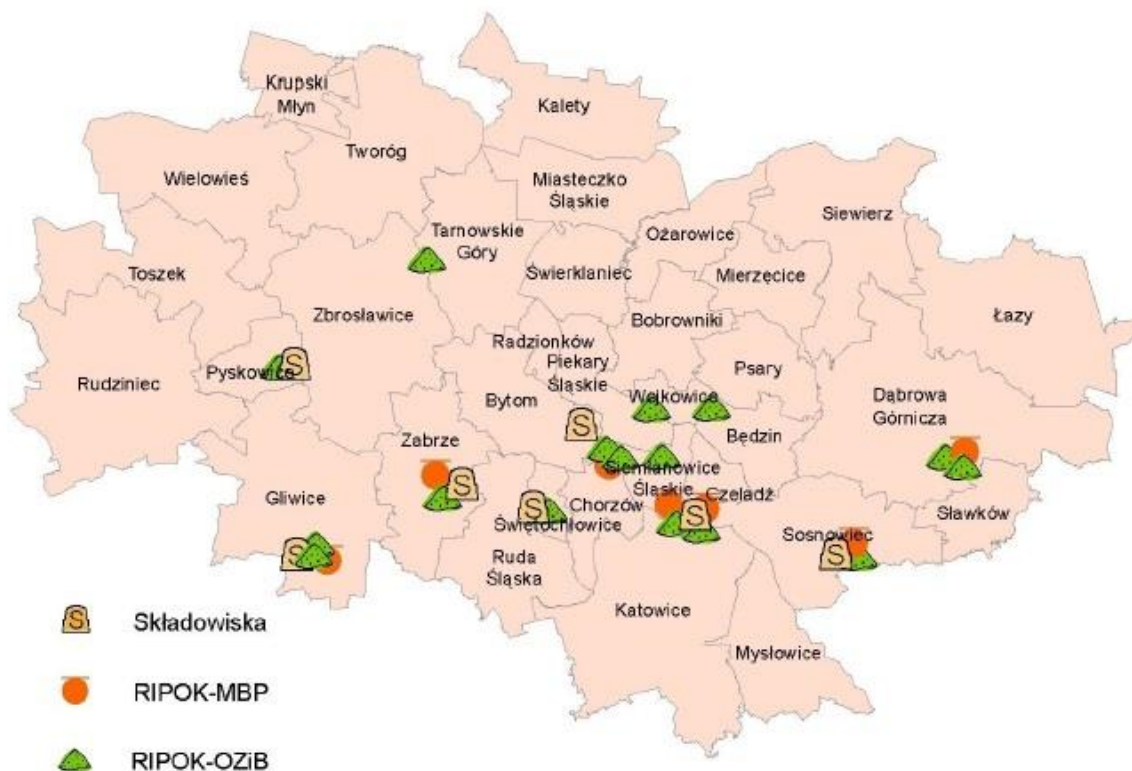 Krupski
Młyn
Kalety
Tworóg
Wielowieś
Miasteczko
Śląskie
Siewierz
Tarnowskie
Góry
Ożarowice
Toszek
Świerklaniec
Mierzęcice
Zbrosławice
Bobrowniki
Łazy
Radzionków
Piekary
Śląskie
Pyskowice
Psary
Rudziniec
Bytom
Wojkowice
Dąbrowa
Górnicza
Będzin
Zabrze
S
S
Siemianowice
Śląskie
Gliwice
S
S
Chorzów
Czeladź
S
Świętochłowice
Sławków
Sosnowiec
S
S
Ruda
Śląska
Katowice
Mysłowice
S Składowiska
RIPOK-MBP
RIPOK-OZiB